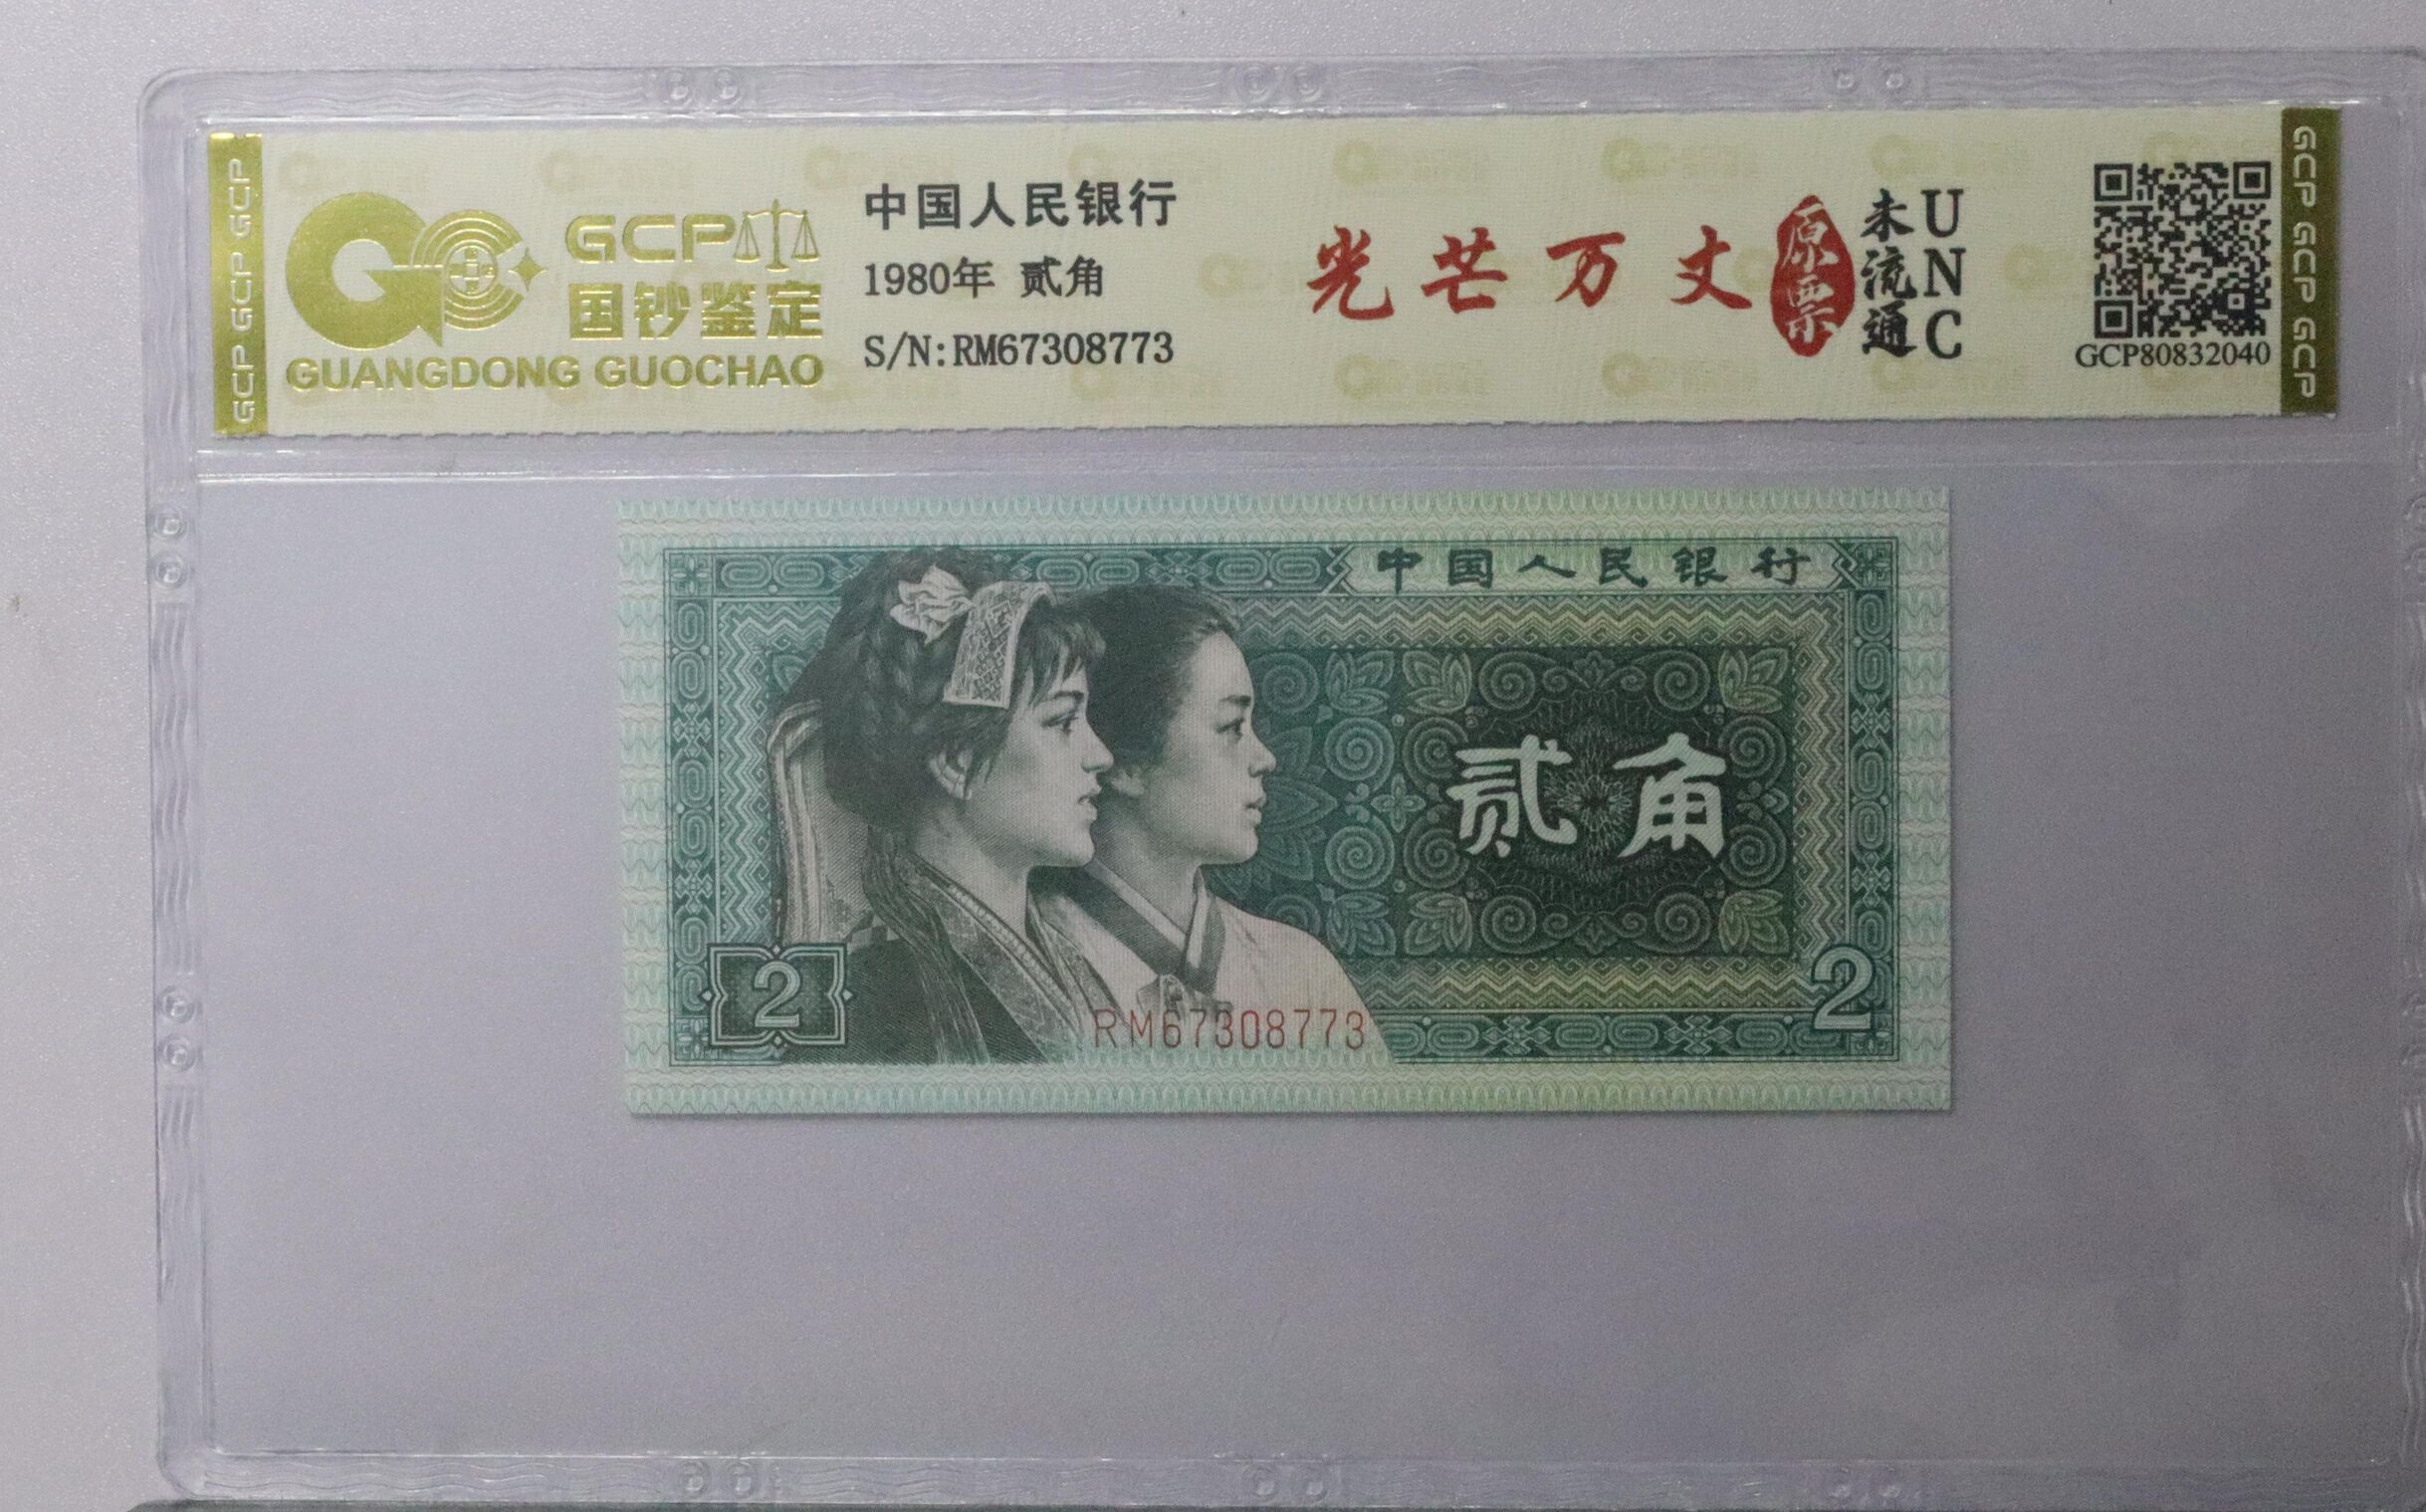 GCP GCP GCP
GCP
国钞鉴定
GUANGDONG GUOCHAO
中国人民银行
1980年 贰角
S/N:RM67308773
光芒万丈
原票
未流通
UNC
GCP80832040
GCP GCP GCP
中国人民银行
贰角
2
RM67308773
2